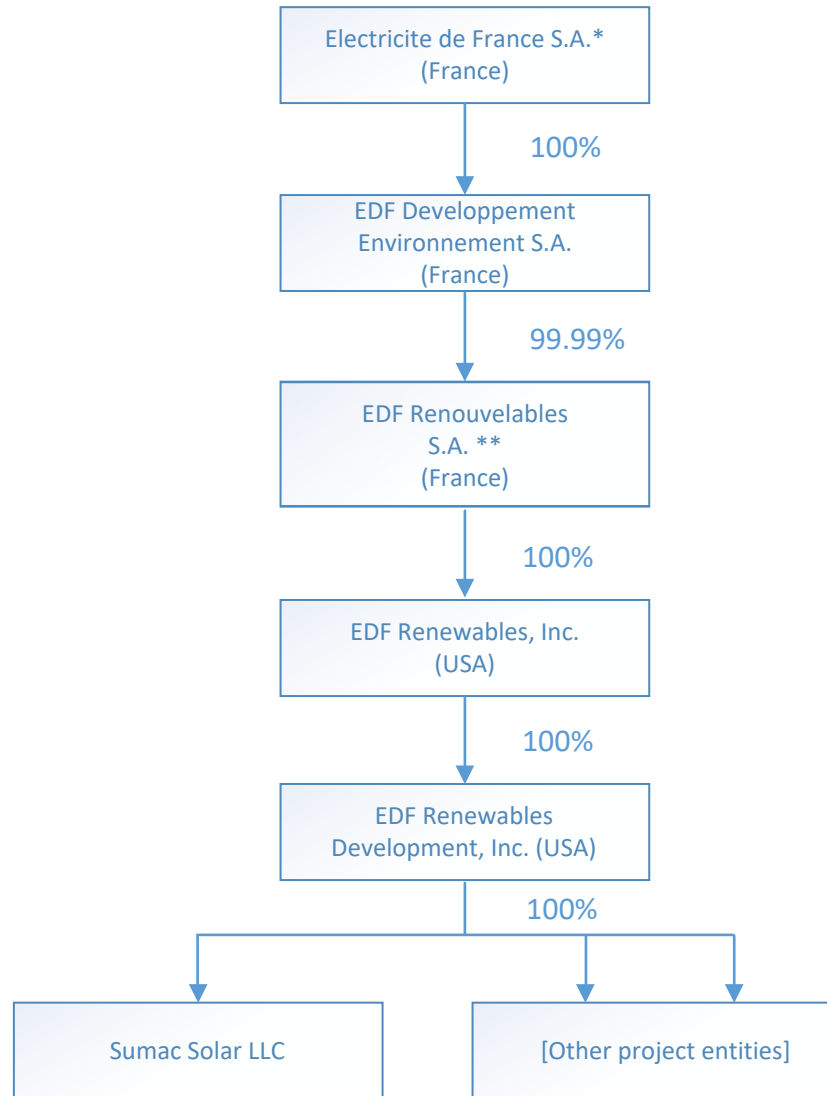 Electricite de France S.A.*
(France)
100%
EDF Developpement
Environnement S.A.
(France)
99.99%
EDF Renouvelables
S.A. **
(France)
100%
EDF Renewables, Inc.
(USA)
100%
EDF Renewables
Development, Inc. (USA)
100%
Sumac Solar LLC
[Other project entities]